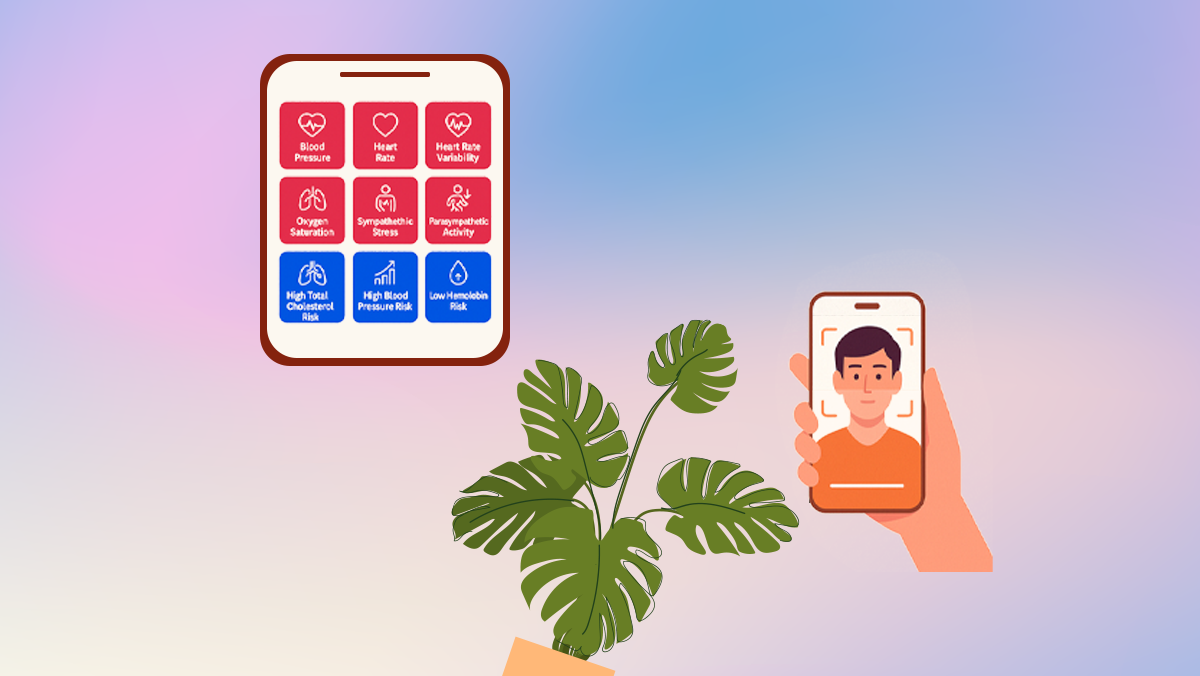 Blood
Pressure
Heart
Rate
Heart Rate
Variability
Oxygen
Saturation
Sympathethic
Stress
Parasympathetic
Activity
High Total
Cholesterol
Risk
High Blood
Pressure Risk
Low Hemolobin
Risk